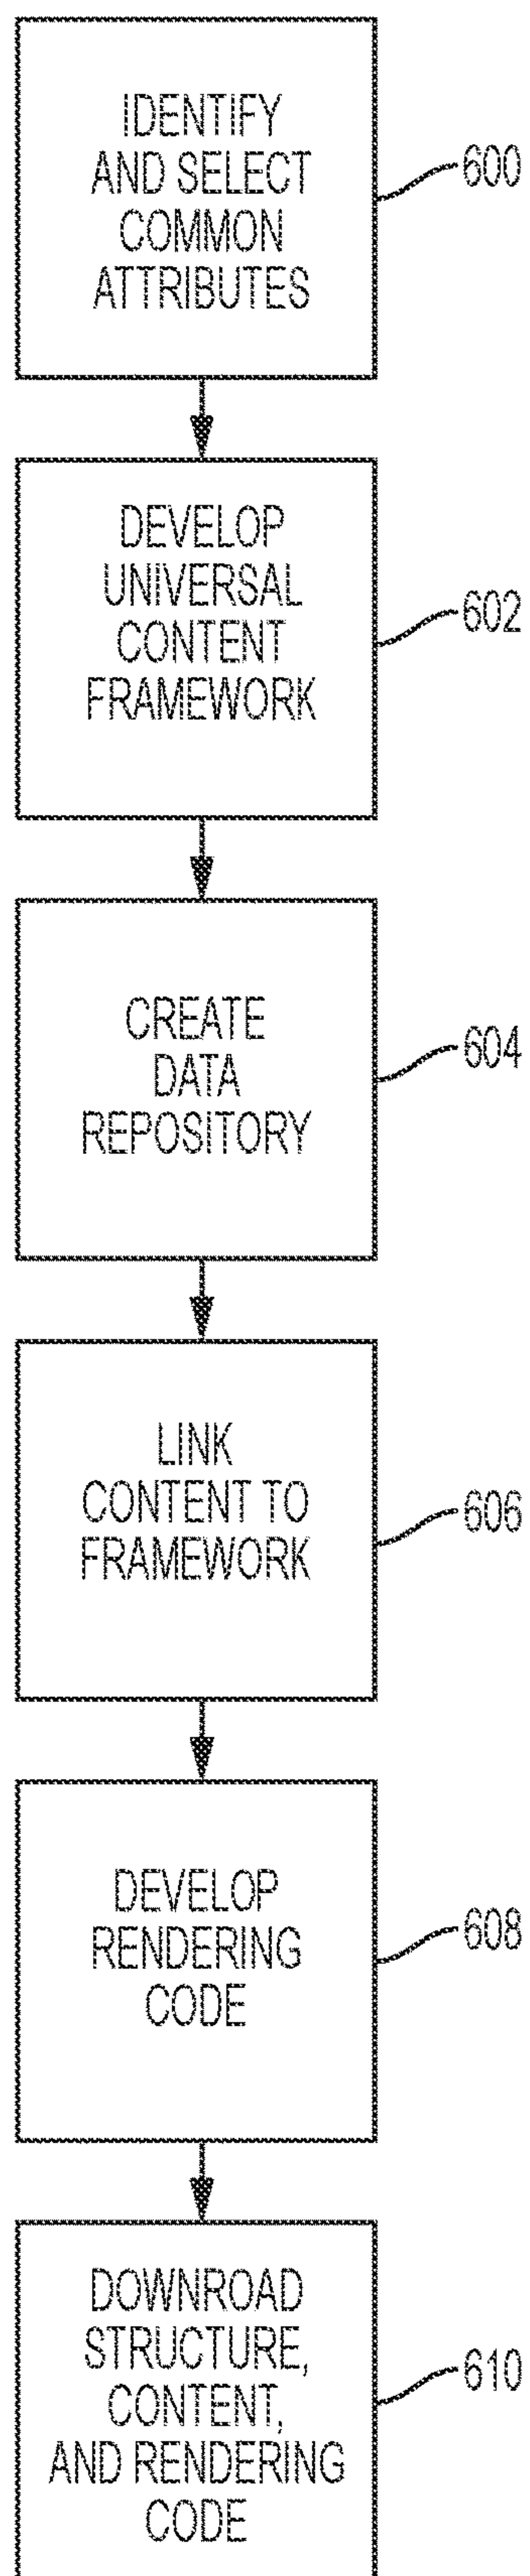 IDENTIFY
AND SELECT
COMMON
ATTRIBUTES
600
DEVELOP
UNIVERSAL
CONTENT
FRAMEWORK
602
CREATE
DATA
REPOSITORY
604
LINK
CONTENT TO
FRAMEWORK
606
DEVELOP
RENDERING
CODE
608
DOWNROAD
STRUCTURE,
CONTENT,
AND RENDERING
CODE
610